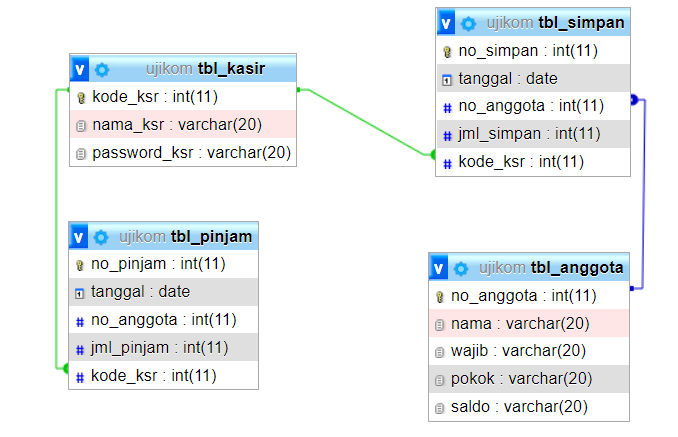 v ujikom tbl_kasir
kode_ksr : int(11)
nama_ksr : varchar(20)
password_ksr : varchar(20)
v ujikom tbl_simpan
no_simpan : int(11)
tanggal : date
no_anggota : int(11)
jml_simpan : int(11)
kode_ksr : int(11)
v ujikom tbl_pinjam
no_pinjam : int(11)
tanggal : date
no_anggota : int(11)
jml_pinjam : int(11)
kode_ksr : int(11)
v ujikom tbl_anggota
no_anggota : int(11)
nama : varchar(20)
wajib : varchar(20)
pokok : varchar(20)
saldo : varchar(20)